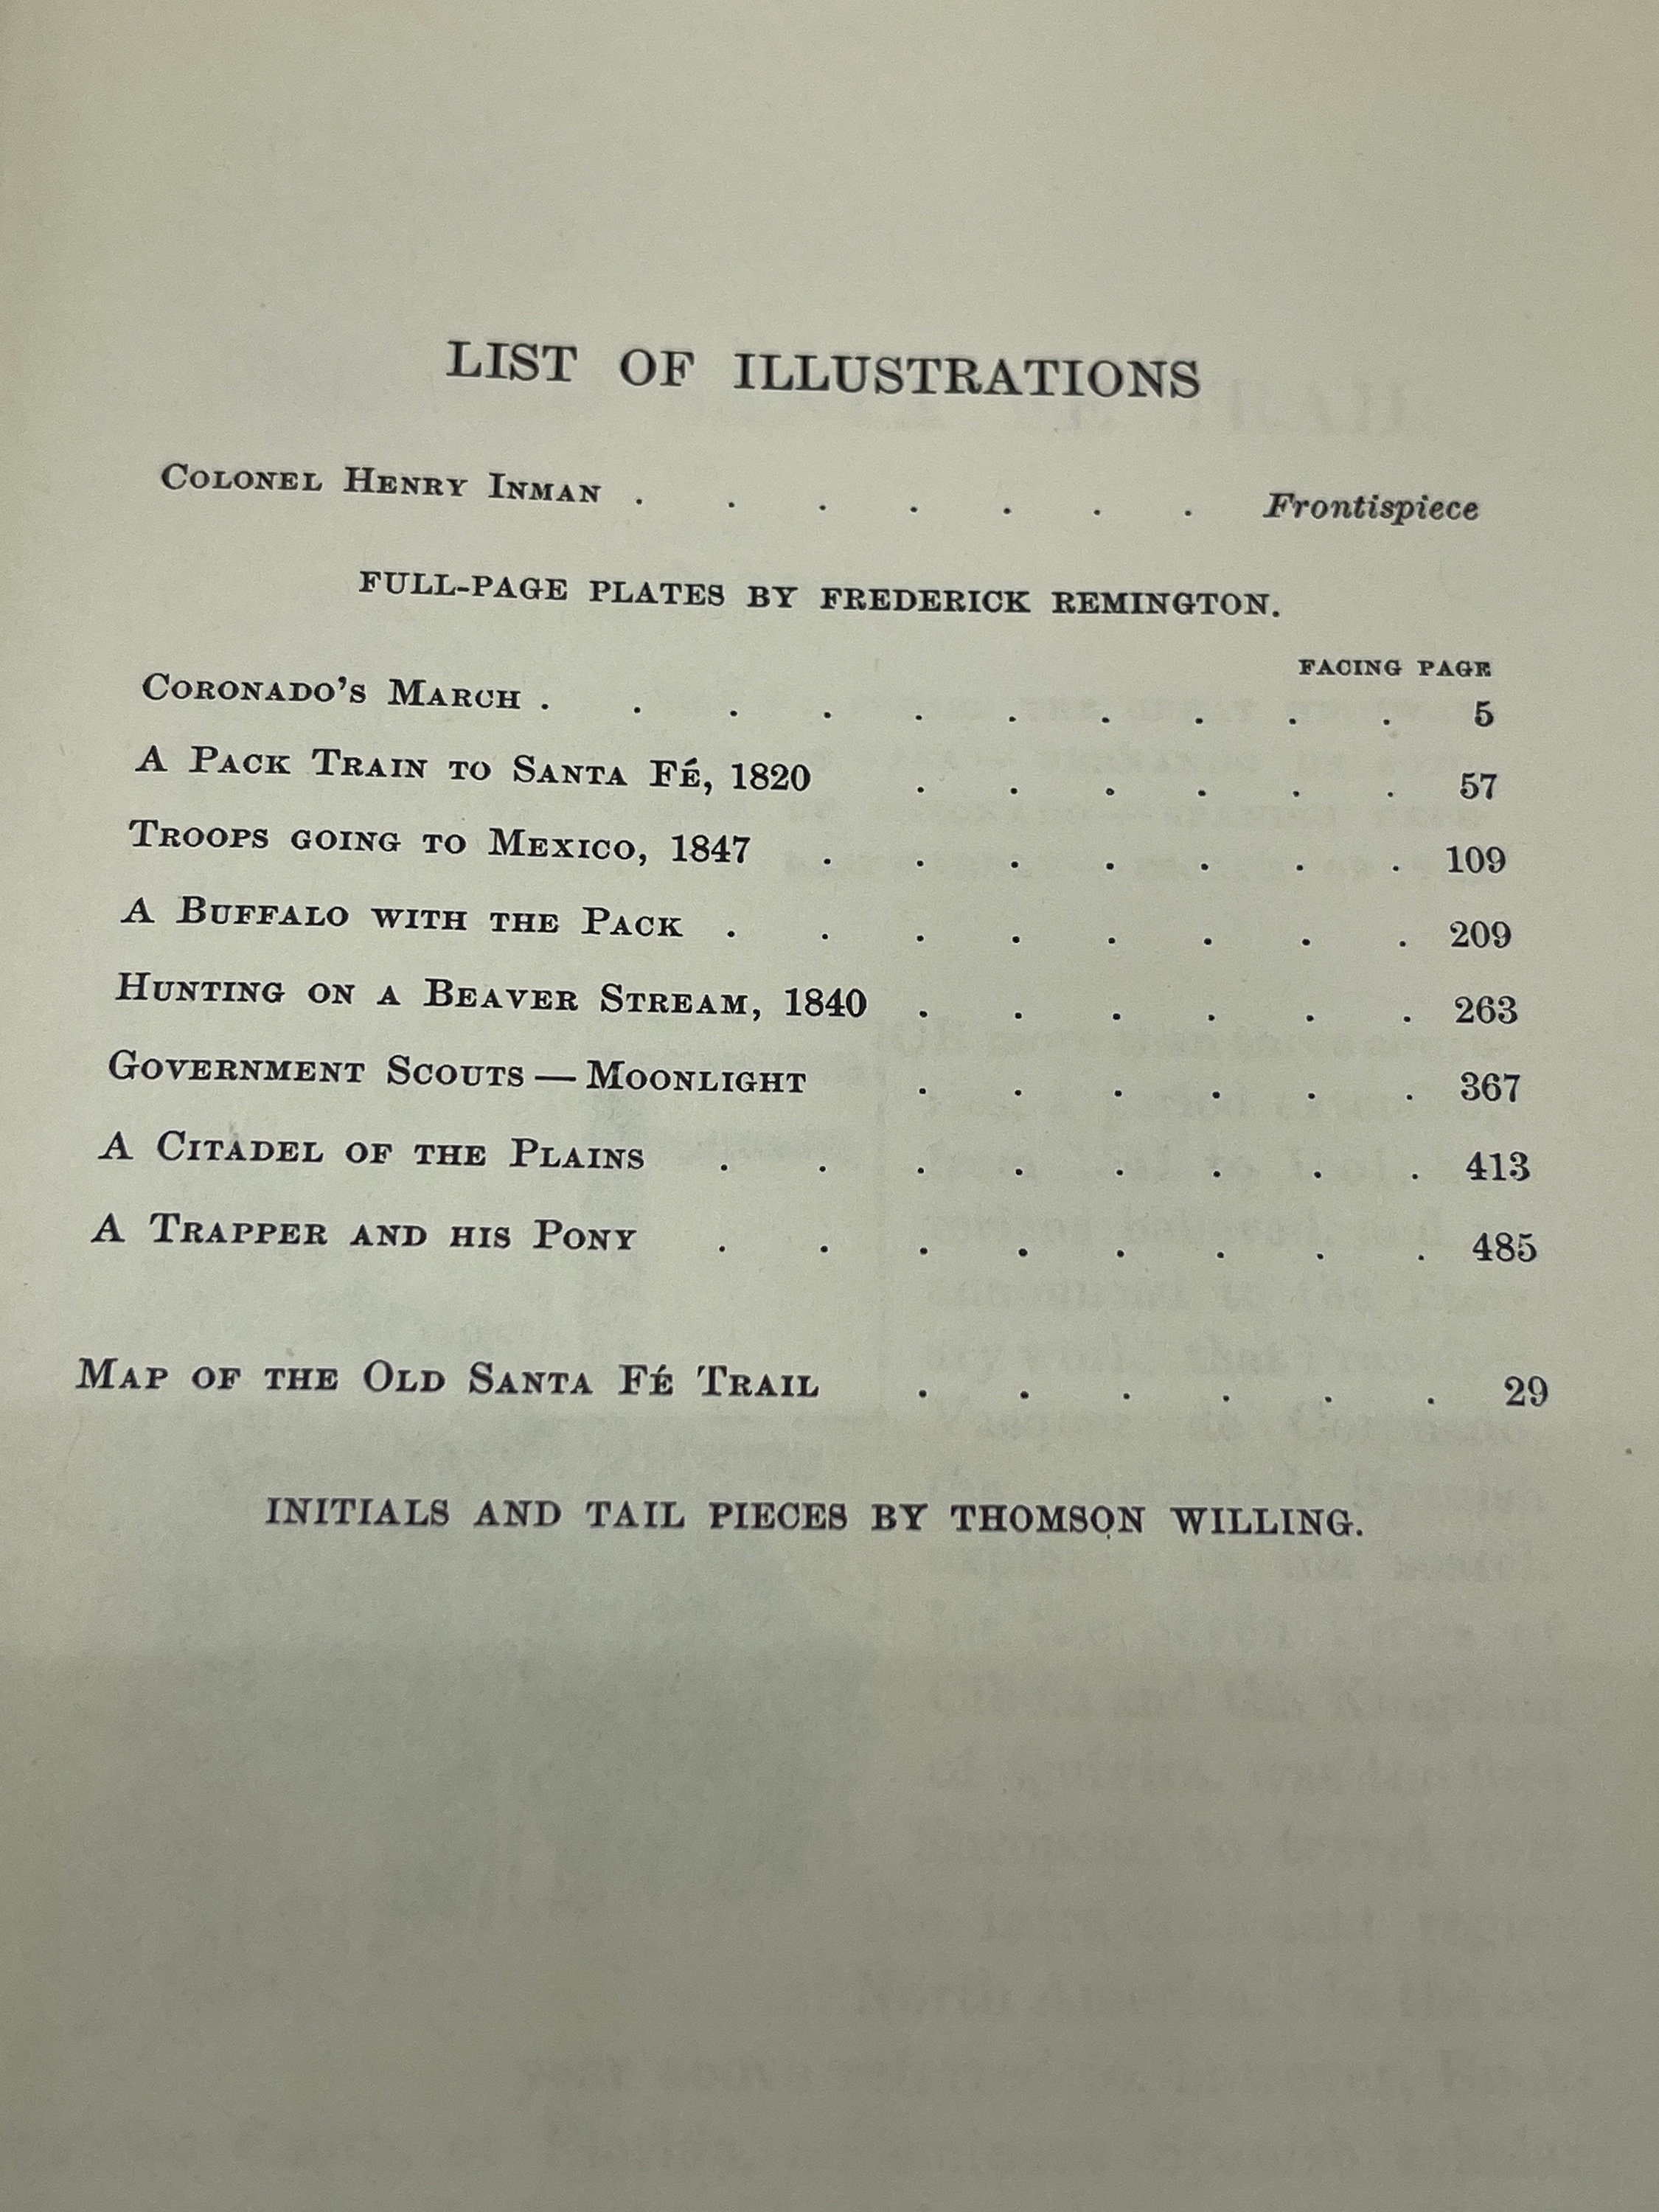 LIST OF ILLUSTRATIONS
COLONEL HENRY INMAN . . . . . . . Frontispiece
FULL-PAGE PLATES BY FREDERICK REMINGTON.
FACING PAGE
CORONADO'S MARCH . . . . . . . . . . 5
A PACK TRAIN TO SANTA FÉ, 1820 . . . . . . 57
TROOPS GOING TO MEXICO, 1847 . . . . . . . 109
A BUFFALO WITH THE PACK . . . . . . . . 209
HUNTING ON A BEAVER STREAM, 1840 . . . . . . 263
GOVERNMENT SCOUTS — MOONLIGHT . . . . . . 367
A CITADEL OF THE PLAINS . . . . . . . . 413
A TRAPPER AND HIS PONY . . . . . . . . 485
MAP OF THE OLD SANTA FÉ TRAIL . . . . . . 29
INITIALS AND TAIL PIECES BY THOMSON WILLING.